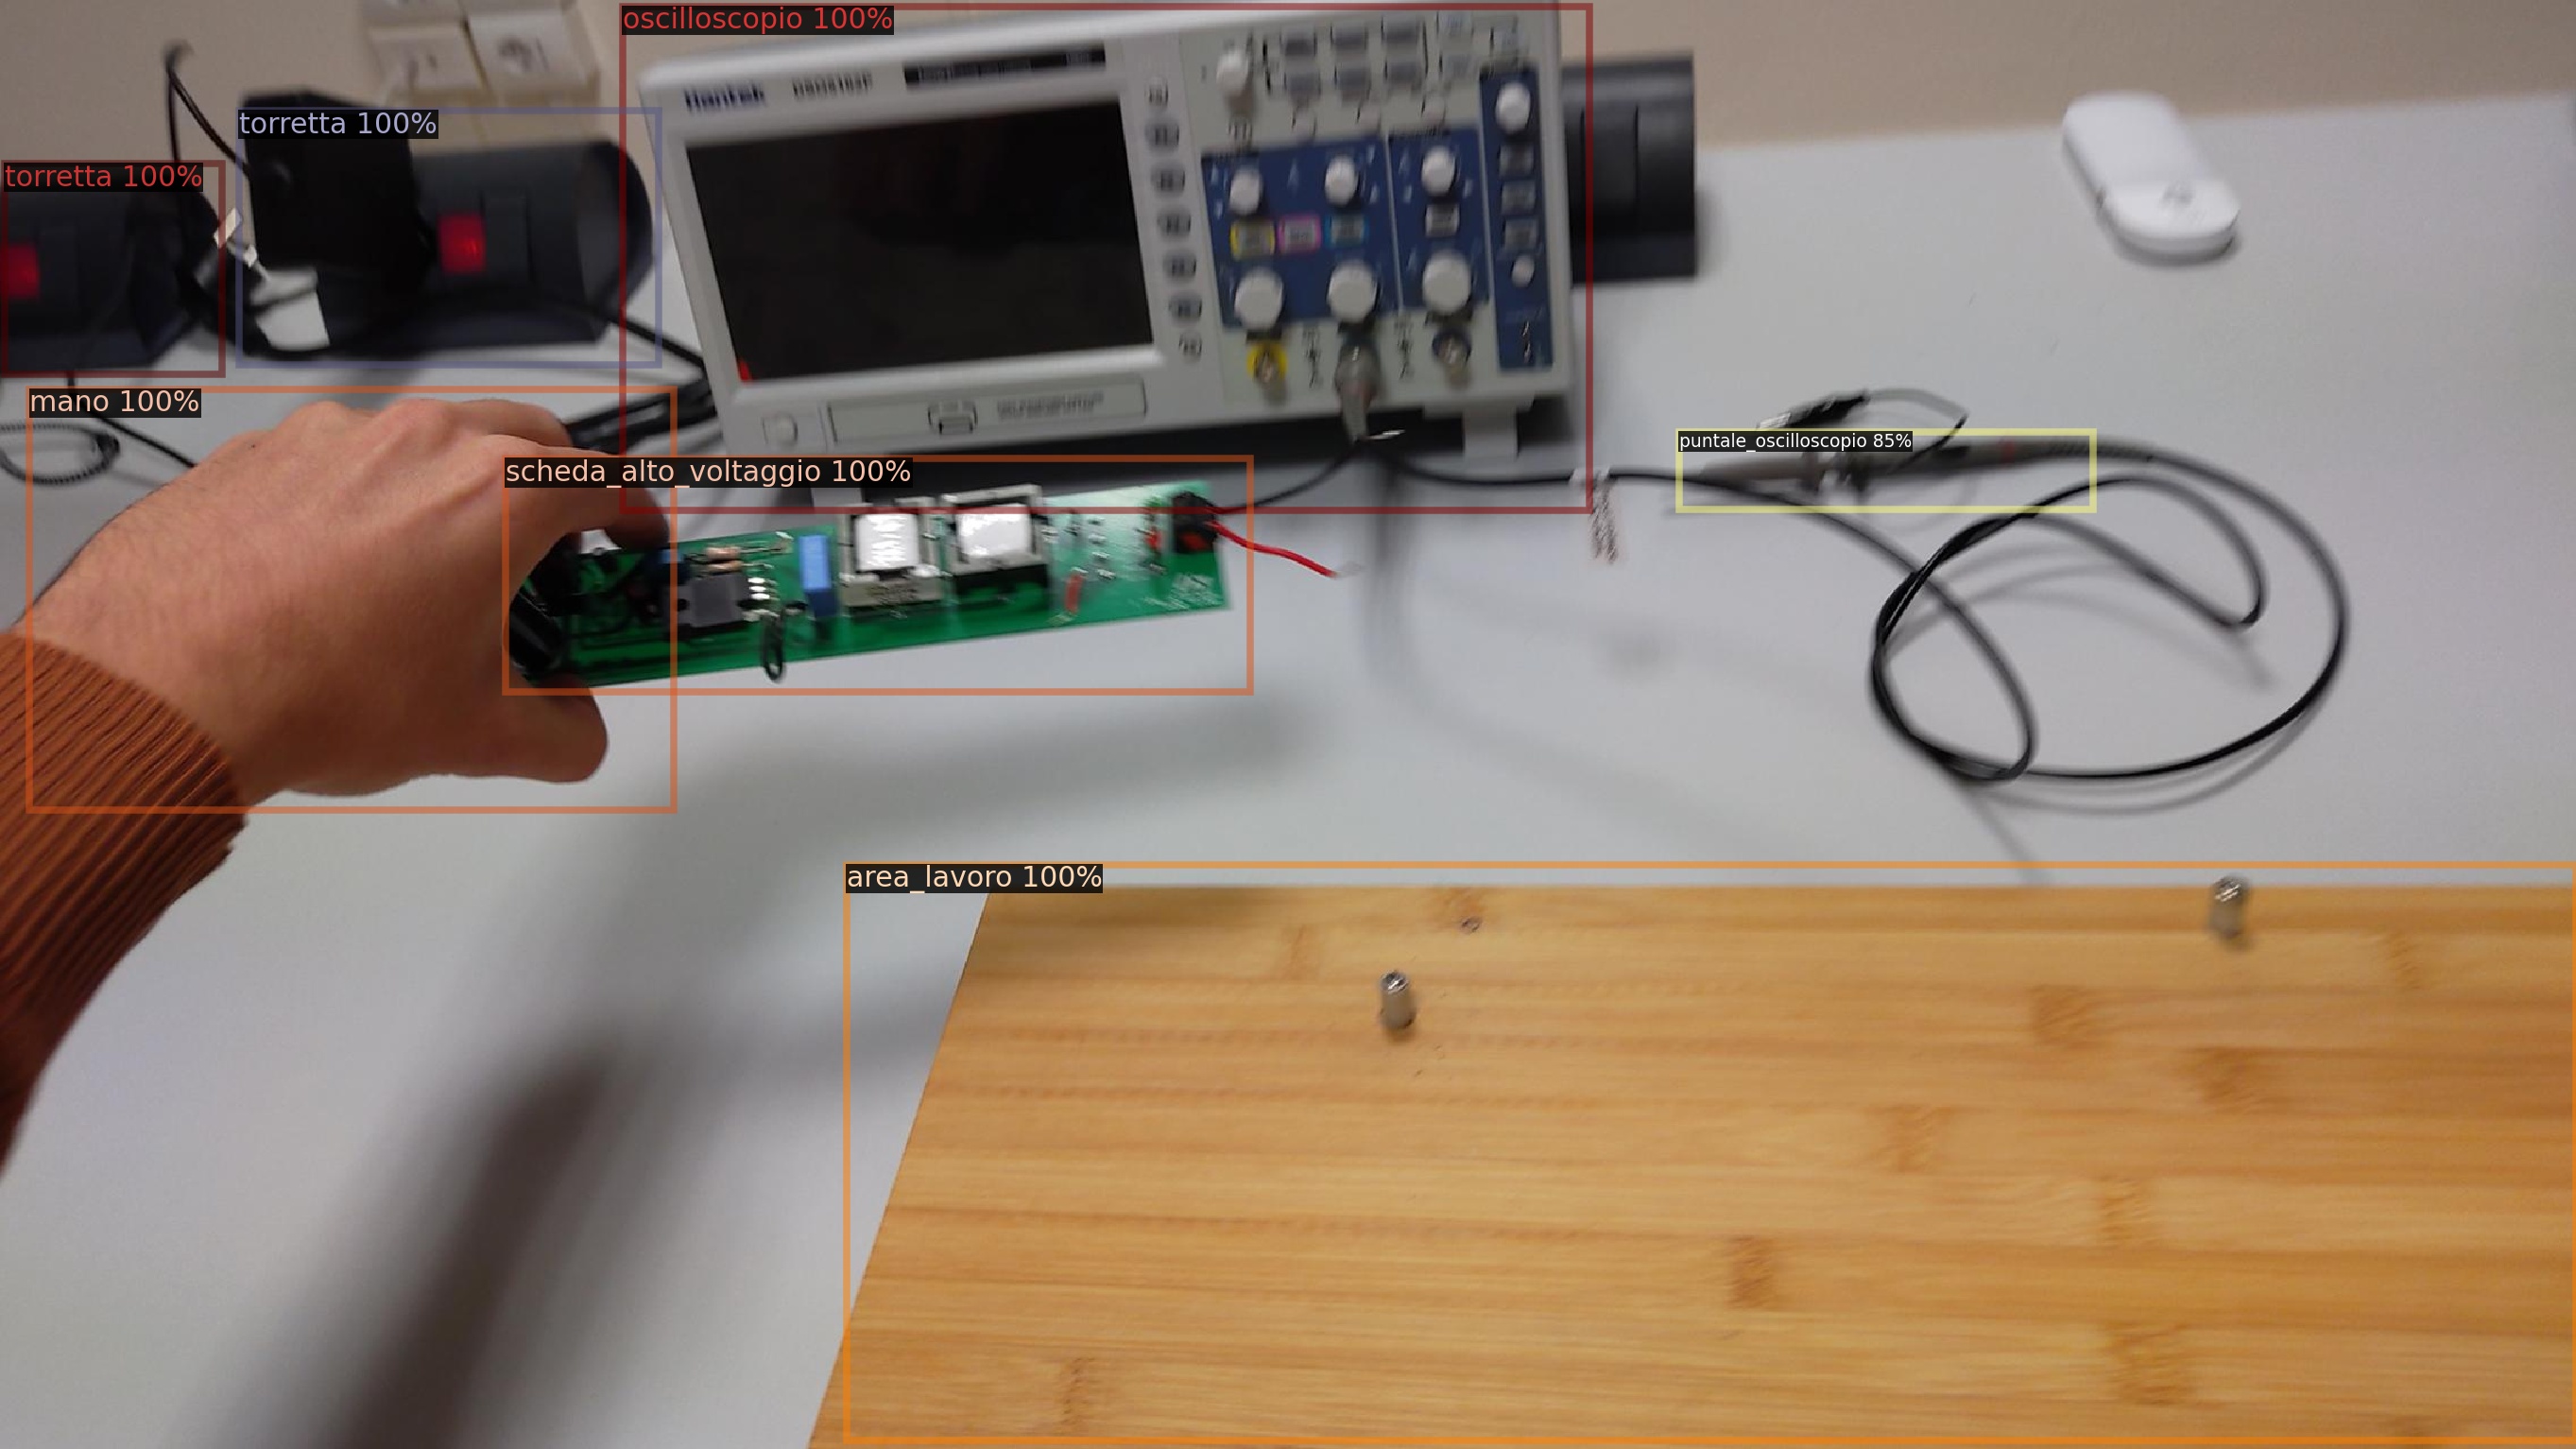 oscilloscopio 100%
Hantek
torretta 100%
torretta 100%
mano 100%
puntale_oscilloscopio 85%
scheda_alto_voltaggio 100%
area_lavoro 100%